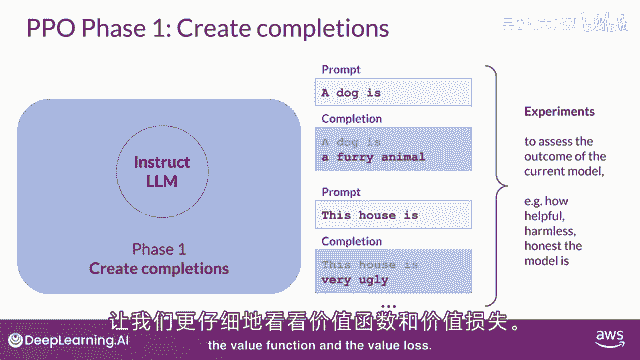 PPO Phase 1: Create completions
Instruct
LLM
Phase 1
Create completions
Prompt
A dog is
Completion
A dog is
a furry animal
Prompt
This house is
Completion
This house is
very ugly
...
Experiments
to assess the
outcome of the
current model,
e.g. how
helpful,
harmless,
honest the
model is
让我们更仔细地看看价值函数和价值损失。
the value function and the value loss.
DeepLearning.AI
aws